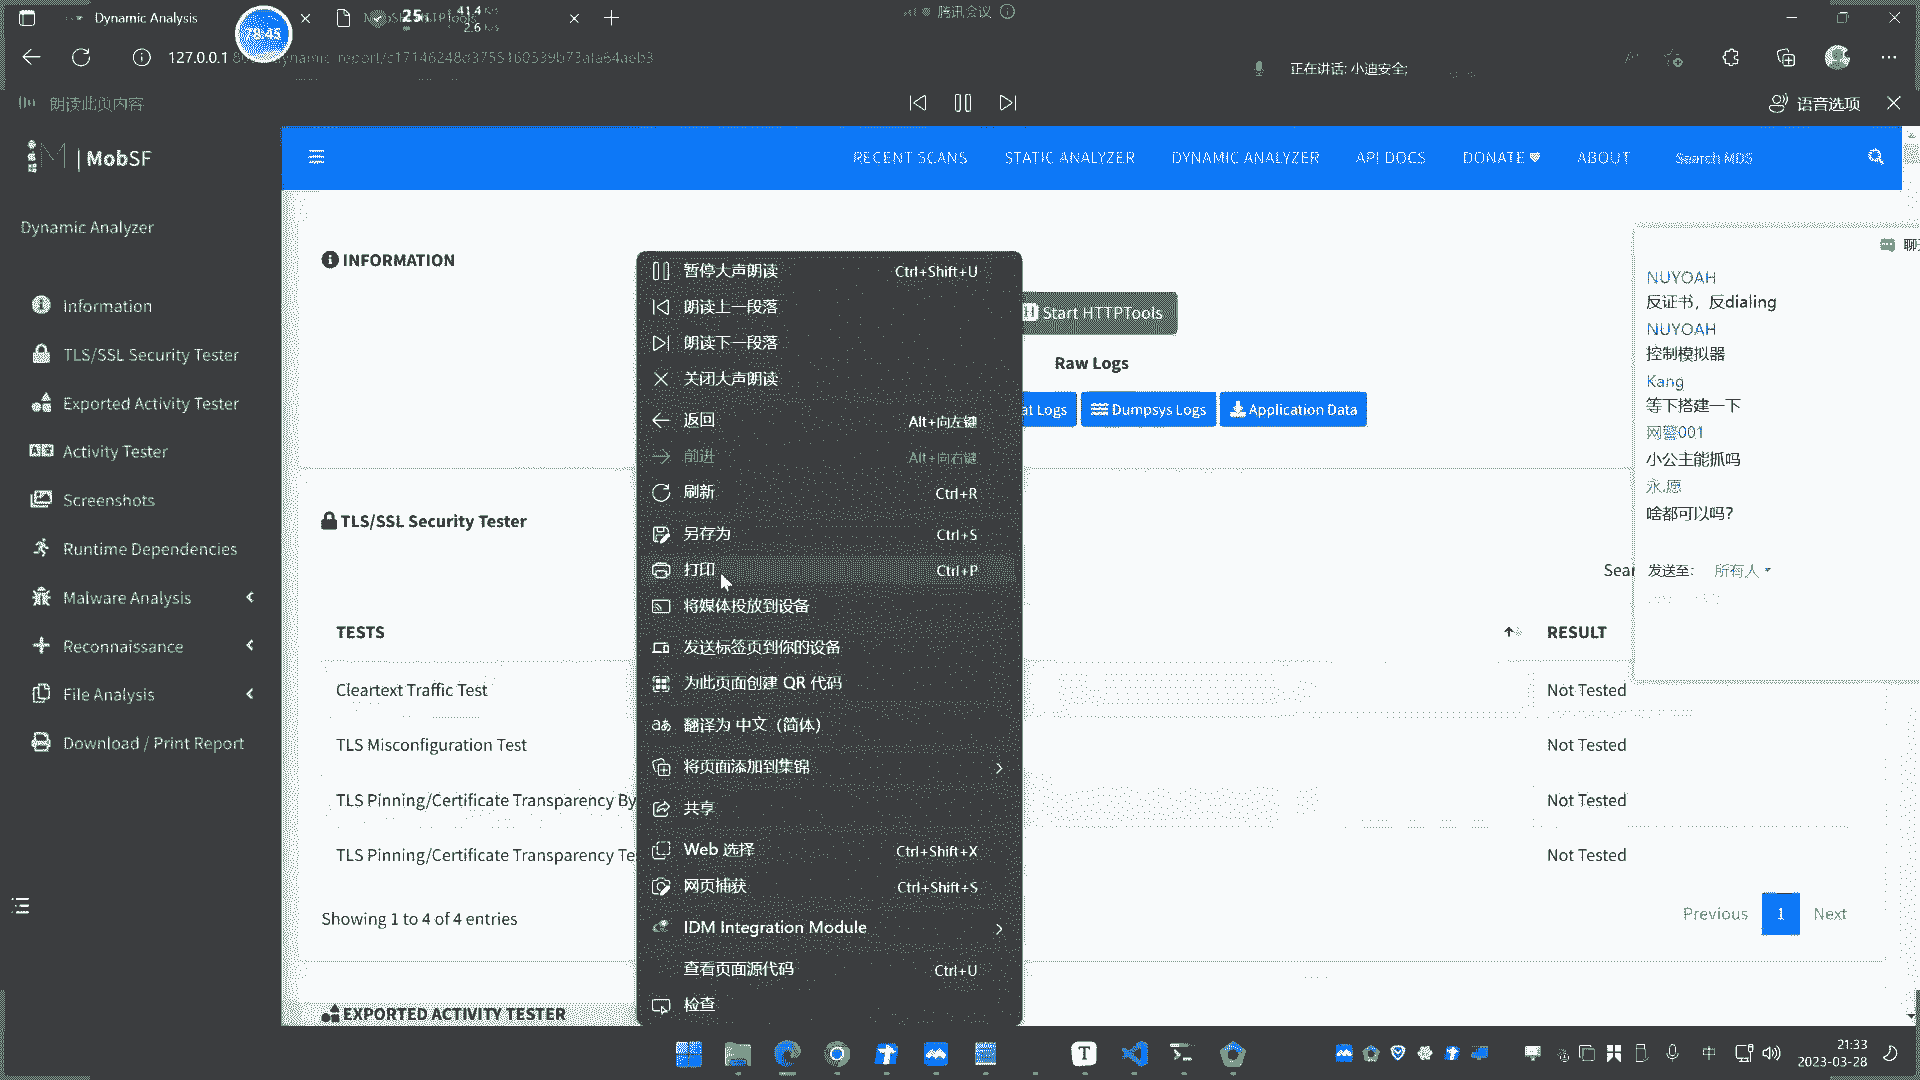 Dynamic Analysis
78:45
25
41.4 K/s
2.6 K/s
腾讯会议
127.0.0.1
正在讲话: 小迪安全;
朗读此页内容
语音选项
| MobSF
RECENT SCANS
STATIC ANALYZER
DYNAMIC ANALYZER
API DOCS
DONATE
ABOUT
Search MD5
Dynamic Analyzer
Information
TLS/SSL Security Tester
Exported Activity Tester
Activity Tester
Screenshots
Runtime Dependencies
Malware Analysis
Reconnaissance
File Analysis
Download / Print Report
INFORMATION
Start HTTPTools
Raw Logs
at Logs
Dumpsys Logs
Application Data
TLS/SSL Security Tester
Sear
TESTS
RESULT
Cleartext Traffic Test
Not Tested
TLS Misconfiguration Test
Not Tested
TLS Pinning/Certificate Transparency By
Not Tested
TLS Pinning/Certificate Transparency Te
Not Tested
Showing 1 to 4 of 4 entries
Previous
1
Next
EXPORTED ACTIVITY TESTER
暂停大声朗读 Ctrl+Shift+U
朗读上一段落
朗读下一段落
关闭大声朗读
返回 Alt+向左键
前进 Alt+向右键
刷新 Ctrl+R
另存为 Ctrl+S
打印 Ctrl+P
将媒体投放到设备
发送标签页到你的设备
为此页面创建 QR 代码
翻译为 中文（简体）
将页面添加到集锦
共享
Web 选择 Ctrl+Shift+X
网页捕获 Ctrl+Shift+S
IDM Integration Module
查看页面源代码 Ctrl+U
检查
NUYOAH
反证书，反dialing
NUYOAH
控制模拟器
Kang
等下搭建一下
网警001
小公主能抓吗
永.愿
啥都可以吗?
发送至: 所有人
中
21:33
2023-03-28